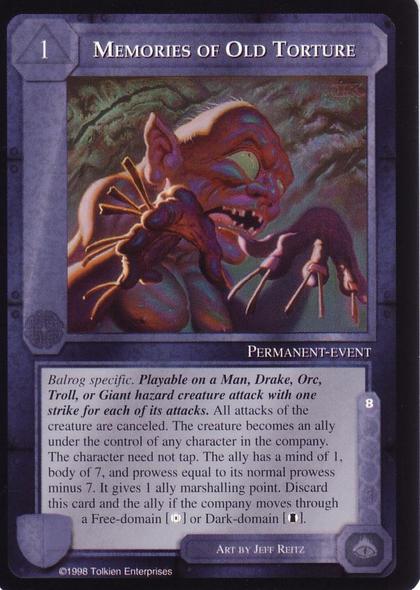 1
MEMORIES OF OLD TORTURE
PERMANENT-EVENT
Balrog specific. Playable on a Man, Drake, Orc,
Troll, or Giant hazard creature attack with one
strike for each of its attacks. All attacks of the
creature are canceled. The creature becomes an ally
under the control of any character in the company.
The character need not tap. The ally has a mind of 1,
body of 7, and prowess equal to its normal prowess
minus 7. It gives 1 ally marshalling point. Discard
this card and the ally if the company moves through
a Free-domain [ ] or Dark-domain [ ].
8
ART BY JEFF REITZ
©1998 Tolkien Enterprises